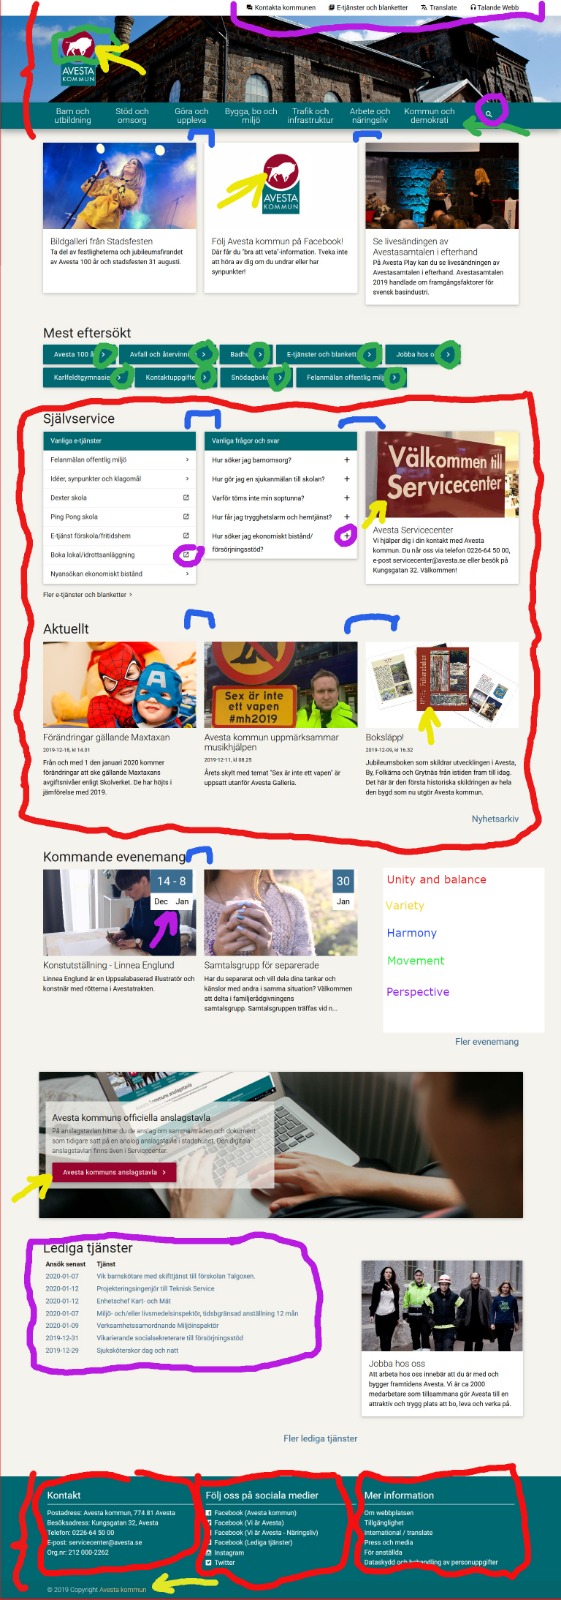 Kontakta kommunen
E-tjänster och blanketter
Translate
Talande Webb
AVESTA
KOMMUN
Barn och
utbildning
Stöd och
omsorg
Göra och
uppleva
Bygga, bo och
miljö
Trafik och
infrastruktur
Arbete och
näringsliv
Kommun och
demokrati
AVESTA
KOMMUN
Bildgalleri från Stadsfesten
Ta del av festligheterna och jubileumsfirandet
av Avesta 100 år och stadsfesten 31 augusti.
Följ Avesta kommun på Facebook!
Där får du "bra att veta"-information. Tveka inte
att höra av dig om du undrar eller har
synpunkter!
Se livesändingen av
Avestasamtalen i efterhand
På Avesta Play kan du se livesändningen av
Avestasamtalen i efterhand. Avestasamtalen
2019 handlade om framgångsfaktorer för
svensk basindustri.
Mest eftersökt
Avesta 100
Avfall och återvinning
Badhus
E-tjänster och blanketter
Jobba hos
Karlfeldtgymnasiet
Kontaktuppgifter
Snödagbok
Felanmälan offentlig miljö
Självservice
Vanliga e-tjänster
Felanmälan offentlig miljö
Idéer, synpunkter och klagomål
Dexter skola
Ping Pong skola
E-tjänst förskola/fritidshem
Boka lokal/idrottsanläggning
Nyansökan ekonomiskt bistånd
Fler e-tjänster och blanketter
Vanliga frågor och svar
Hur söker jag barnomsorg?
Hur gör jag en sjukanmälan till skolan?
Varför töms inte min soptunna?
Hur får jag trygghetslarm och hemtjänst?
Hur söker jag ekonomiskt bistånd/
försörjningsstöd?
Välkommen till
Servicecenter
Avesta Servicecenter
Vi hjälper dig i din kontakt med Avesta
kommun. Du når oss via telefon 0226-64 50 00,
e-post servicecenter@avesta.se eller besök på
Kungsgatan 32. Välkommen!
Aktuellt
A
Förändringar gällande Maxtaxan
2019-12-16, kl 14.01
Från och med 1 den januari 2020 kommer
förändringar att ske gällande Maxtaxans
avgiftsnivåer enligt Skolverket. De har höjts i
jämförelse med 2019.
Sex är inte
ett vapen
#mh2019
Avesta kommun uppmärksammar
musikhjälpen
2019-12-11, kl 08.25
Årets skylt med temat "Sex är inte ett vapen" är
uppsatt utanför Avesta Galleria.
Boksläpp!
2019-12-09, kl 16.32
Jubileumsboken som skildrar utvecklingen i Avesta,
By, Folkärna och Grytnäs från istiden fram till idag.
Det här är den första historiska skildringen av hela
den bygd som nu utgör Avesta kommun.
Nyhetsarkiv
Kommande evenemang
14 - 8
Dec Jan
Konstutställning - Linnea Englund
Linnea Englund är en Uppsalabaserad illustratör och
konstnär med rötterna i Avestatrakten.
30
Jan
Samtalsgrupp för separerade
Har du separerat och vill dela dina tankar och
känslor med andra i samma situation? Välkommen
att delta i familjerådgivningens
samtalsgrupp. Samtalsgruppen träffas vid n...
Unity and balance
Variety
Harmony
Movement
Perspective
Fler evenemang
Avesta kommuns officiella anslagstavla
På anslagstavlan hittar du de anslag om sammanträden och dokument
som tidigare satt på en analog anslagstavla i stadshuset. Den digitala
anslagstavlan finns även i Servicecenter.
Avesta kommuns anslagstavla
Lediga tjänster
Ansök senast Tjänst
2020-01-07 Vik barnskötare med skifttjänst till förskolan Talgoxen.
2020-01-12 Projekteringsingenjör till Teknisk Service
2020-01-12 Enhetschef Kart- och Mät
2020-01-07 Miljö- och/eller livsmedelsinspektör, tidsbgränsad anställning 12 mån
2020-01-09 Verksamhetssamordnande Miljöinspektör
2019-12-31 Vikarierande socialsekreterare till försörjningsstöd
2019-12-29 Sjuksköterskor dag och natt
Jobba hos oss
Att arbeta hos oss innebär att du är med och
bygger framtidens Avesta. Vi är ca 2000
medarbetare som tillsammans gör Avesta till en
attraktiv och trygg plats att bo, leva och verka på.
Fler lediga tjänster
Kontakt
Postadress: Avesta kommun, 774 81 Avesta
Besöksadress: Kungsgatan 32, Avesta
Telefon: 0226-64 50 00
E-post: servicecenter@avesta.se
Org.nr: 212 000-2262
Följ oss på sociala medier
Facebook (Avesta kommun)
Facebook (Vi är Avesta)
Facebook (Vi är Avesta - Näringsliv)
Facebook (Lediga tjänster)
Instagram
Twitter
Mer information
Om webbplatsen
Tillgänglighet
International / translate
Press och media
För anställda
Dataskydd och behandling av personuppgifter
© 2019 Copyright Avesta kommun